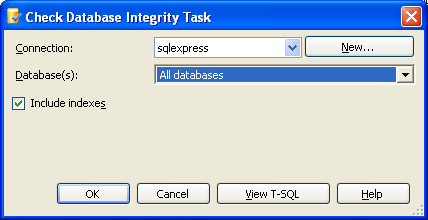 Check Database Integrity Task
Connection: sqlexpress New...
Database(s): All databases
Include indexes
OK Cancel View T-SQL Help